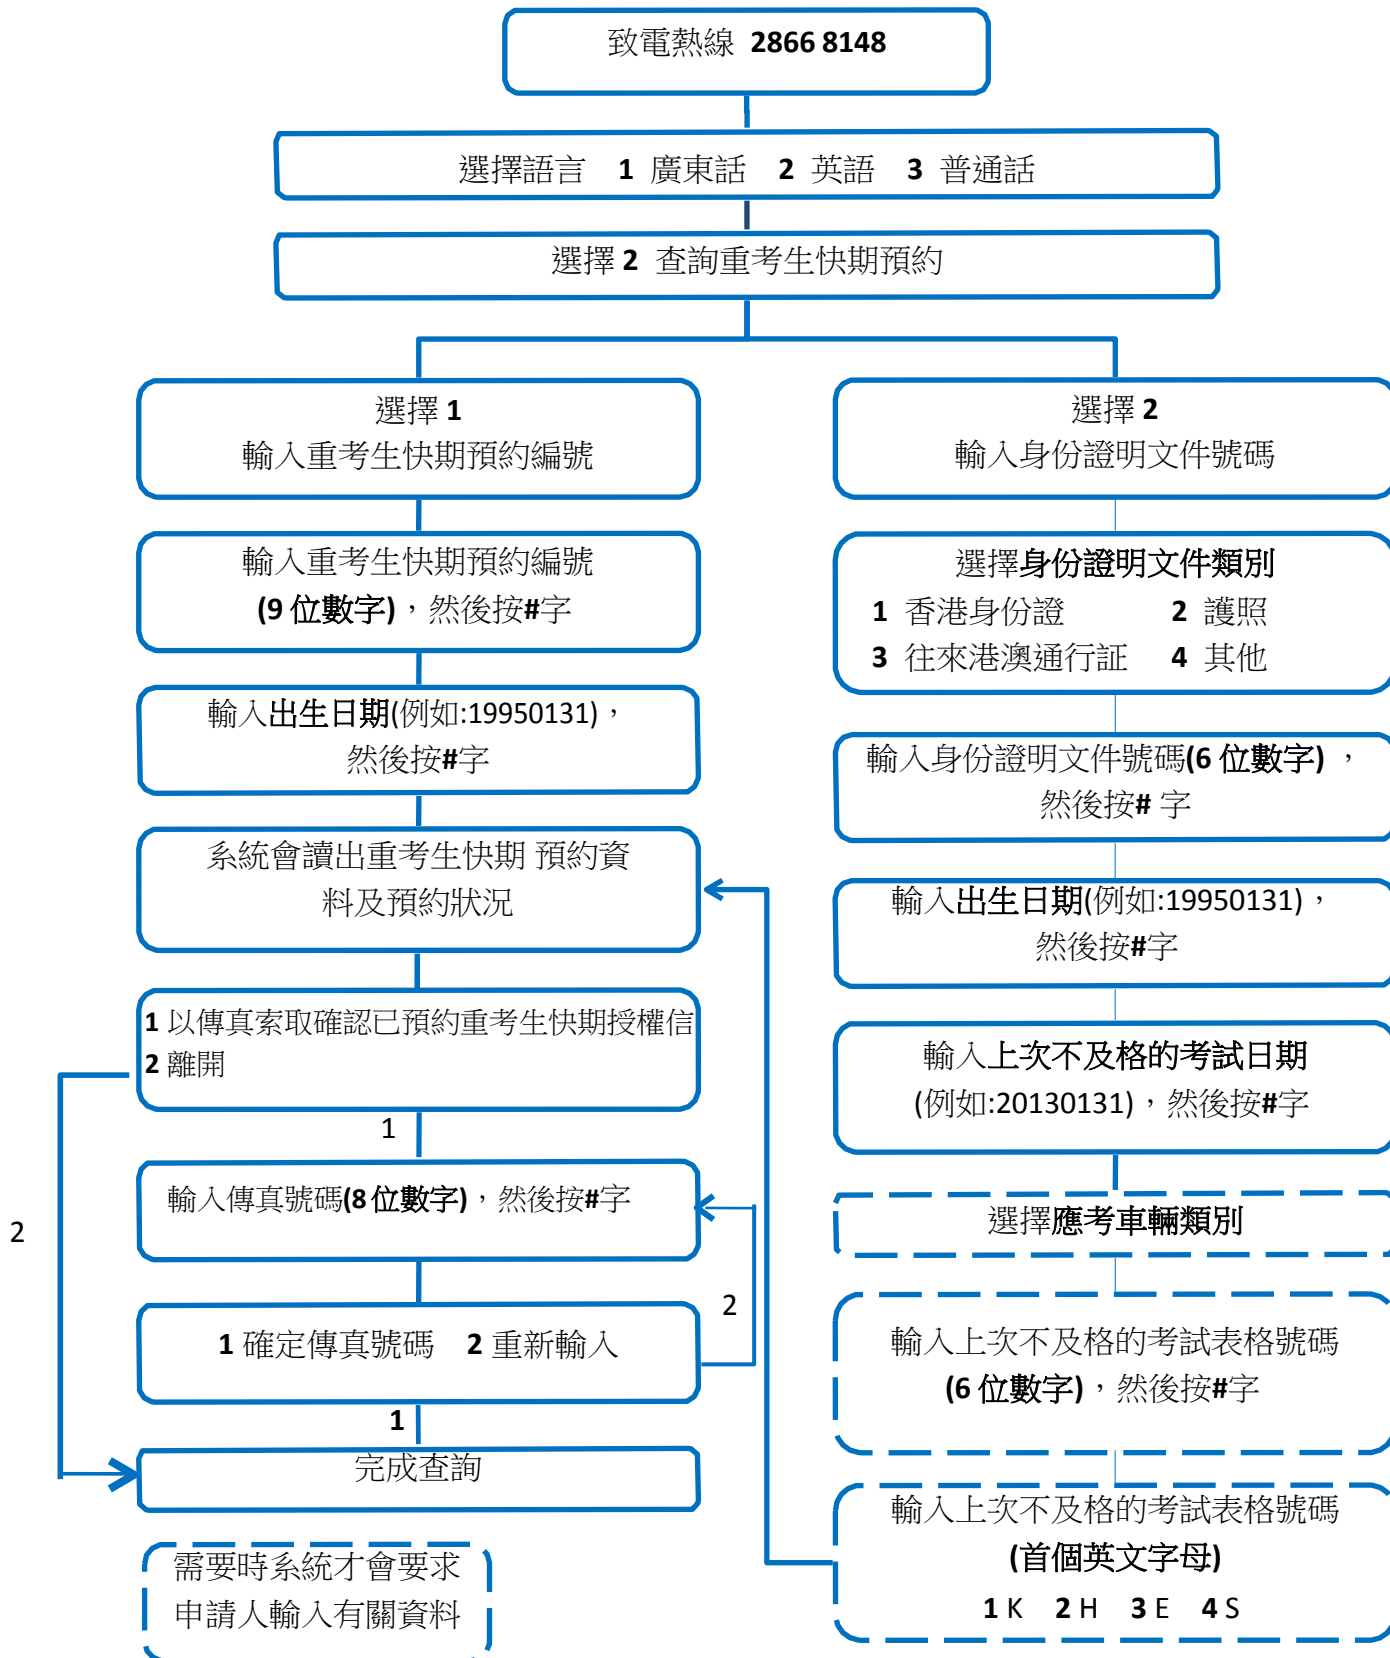 致電熱線 2866 8148
選擇語言 1 廣東話 2 英語 3 普通話
選擇 2 查詢重考生快期預約
選擇 1
輸入重考生快期預約編號
輸入重考生快期預約編號
(9 位數字)，然後按#字
輸入出生日期(例如:19950131)，
然後按#字
系統會讀出重考生快期 預約資
料及預約狀況
1 以傳真索取確認已預約重考生快期授權信
2 離開
1
2
輸入傳真號碼(8 位數字)，然後按#字
2
1 確定傳真號碼 2 重新輸入
1
完成查詢
需要時系統才會要求
申請人輸入有關資料
選擇 2
輸入身份證明文件號碼
選擇身份證明文件類別
1 香港身份證 2 護照
3 往來港澳通行証 4 其他
輸入身份證明文件號碼(6 位數字)，
然後按# 字
輸入出生日期(例如:19950131)，
然後按#字
輸入上次不及格的考試日期
(例如:20130131)，然後按#字
選擇應考車輛類別
輸入上次不及格的考試表格號碼
(6 位數字)，然後按#字
輸入上次不及格的考試表格號碼
(首個英文字母)
1 K 2 H 3 E 4 S